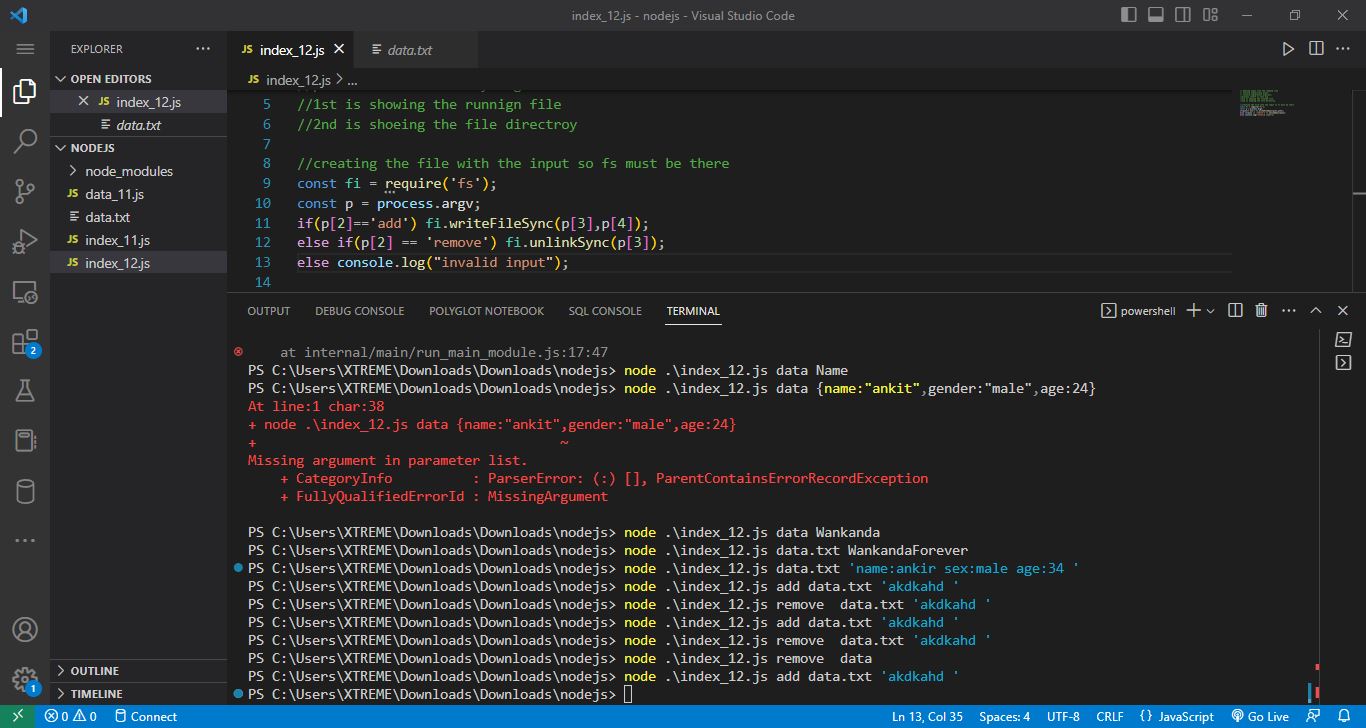 index_12.js - nodejs - Visual Studio Code
EXPLORER
OPEN EDITORS
JS index_12.js
data.txt
NODEJS
node_modules
JS data_11.js
data.txt
JS index_11.js
JS index_12.js
OUTLINE
TIMELINE
2
1
JS index_12.js
data.txt
JS index_12.js > ...
5 //1st is showing the runnign file
6 //2nd is shoeing the file directroy
7
8 //creating the file with the input so fs must be there
9 const fi = require('fs');
10 const p = process.argv;
11 if(p[2]=='add') fi.writeFileSync(p[3],p[4]);
12 else if(p[2] == 'remove') fi.unlinkSync(p[3]);
13 else console.log("invalid input");
14
OUTPUT DEBUG CONSOLE POLYGLOT NOTEBOOK SQL CONSOLE TERMINAL
powershell
at internal/main/run_main_module.js:17:47
PS C:\Users\XTREME\Downloads\Downloads\nodejs> node .\index_12.js data Name
PS C:\Users\XTREME\Downloads\Downloads\nodejs> node .\index_12.js data {name:"ankit",gender:"male",age:24}
At line:1 char:38
+ node .\index_12.js data {name:"ankit",gender:"male",age:24}
+                                      ~
Missing argument in parameter list.
+ CategoryInfo          : ParserError: (:) [], ParentContainsErrorRecordException
+ FullyQualifiedErrorId : MissingArgument
PS C:\Users\XTREME\Downloads\Downloads\nodejs> node .\index_12.js data Wankanda
PS C:\Users\XTREME\Downloads\Downloads\nodejs> node .\index_12.js data.txt WankandaForever
PS C:\Users\XTREME\Downloads\Downloads\nodejs> node .\index_12.js data.txt 'name:ankir sex:male age:34 '
PS C:\Users\XTREME\Downloads\Downloads\nodejs> node .\index_12.js add data.txt 'akdkahd '
PS C:\Users\XTREME\Downloads\Downloads\nodejs> node .\index_12.js remove  data.txt 'akdkahd '
PS C:\Users\XTREME\Downloads\Downloads\nodejs> node .\index_12.js add data.txt 'akdkahd '
PS C:\Users\XTREME\Downloads\Downloads\nodejs> node .\index_12.js remove  data.txt 'akdkahd '
PS C:\Users\XTREME\Downloads\Downloads\nodejs> node .\index_12.js remove  data
PS C:\Users\XTREME\Downloads\Downloads\nodejs> node .\index_12.js add data.txt 'akdkahd '
PS C:\Users\XTREME\Downloads\Downloads\nodejs>
0 0 Connect Ln 13, Col 35 Spaces: 4 UTF-8 CRLF {} JavaScript Go Live